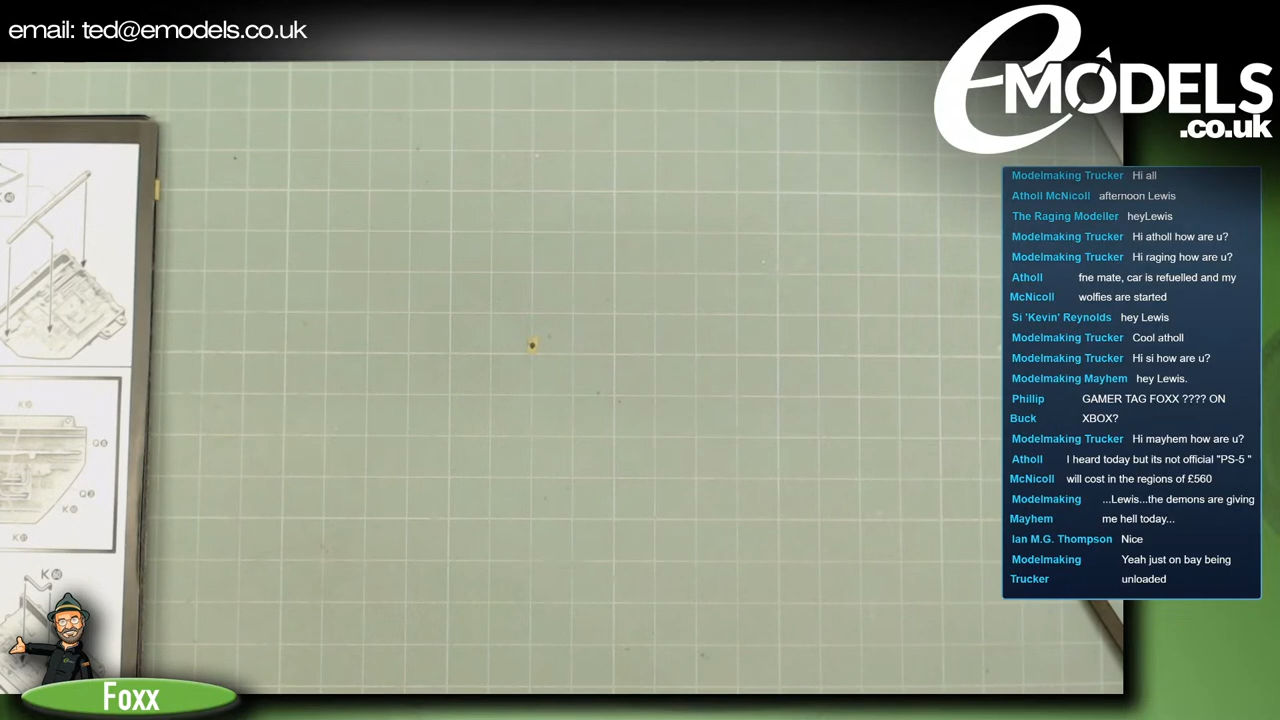 email: ted@emodels.co.uk
eMODELS
.co.uk
Modelmaking Trucker Hi all
Atholl McNicoll afternoon Lewis
The Raging Modeller heyLewis
Modelmaking Trucker Hi atholl how are u?
Modelmaking Trucker Hi raging how are u?
Atholl fne mate, car is refuelled and my
McNicoll wolfies are started
Si 'Kevin' Reynolds hey Lewis
Modelmaking Trucker Cool atholl
Modelmaking Trucker Hi si how are u?
Modelmaking Mayhem hey Lewis.
Phillip GAMER TAG FOXX ???? ON
Buck XBOX?
Modelmaking Trucker Hi mayhem how are u?
Atholl I heard today but its not official "PS-5 "
McNicoll will cost in the regions of £560
Modelmaking ...Lewis...the demons are giving
Mayhem me hell today...
Ian M.G. Thompson Nice
Modelmaking Yeah just on bay being
Trucker unloaded
K
K
Q
Q
K
K
K
Foxx